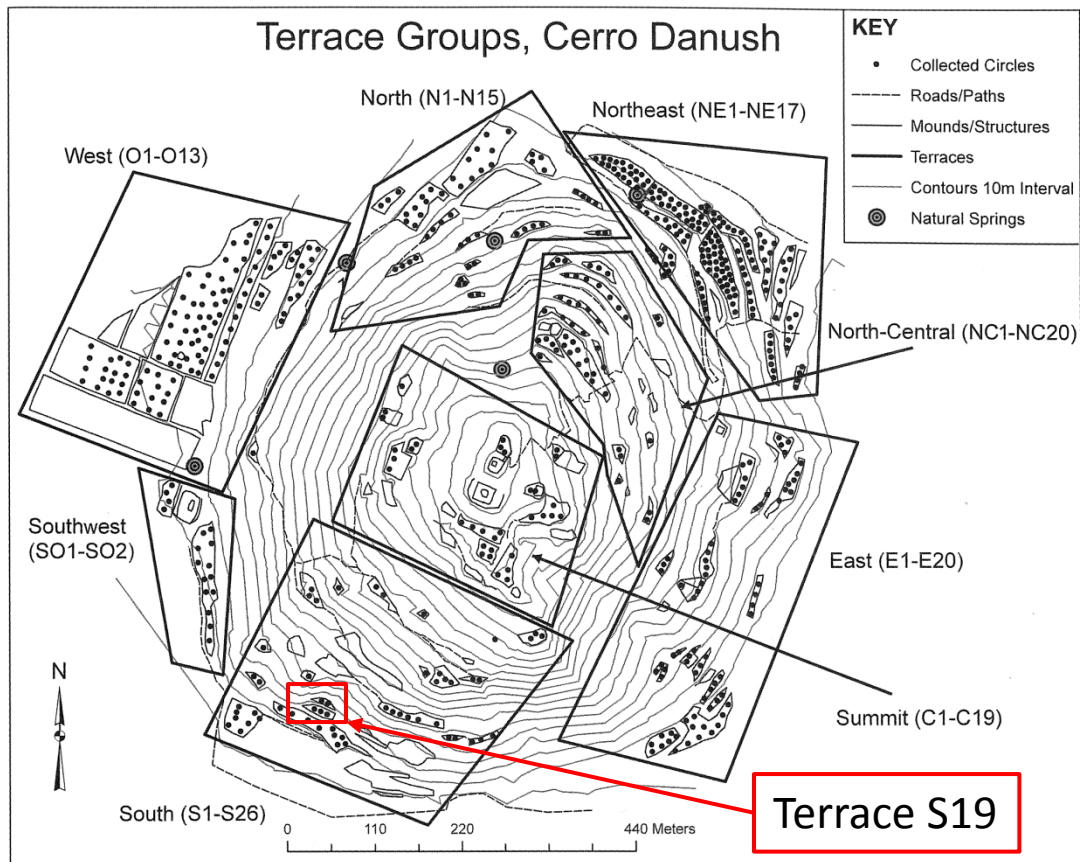 Terrace Groups, Cerro Danush
KEY
Collected Circles
Roads/Paths
Mounds/Structures
Terraces
Contours 10m Interval
Natural Springs
North (N1-N15)
Northeast (NE1-NE17)
West (O1-O13)
North-Central (NC1-NC20)
Southwest
(SO1-SO2)
East (E1-E20)
N
Summit (C1-C19)
South (S1-S26)
Terrace S19
0 110 220 440 Meters